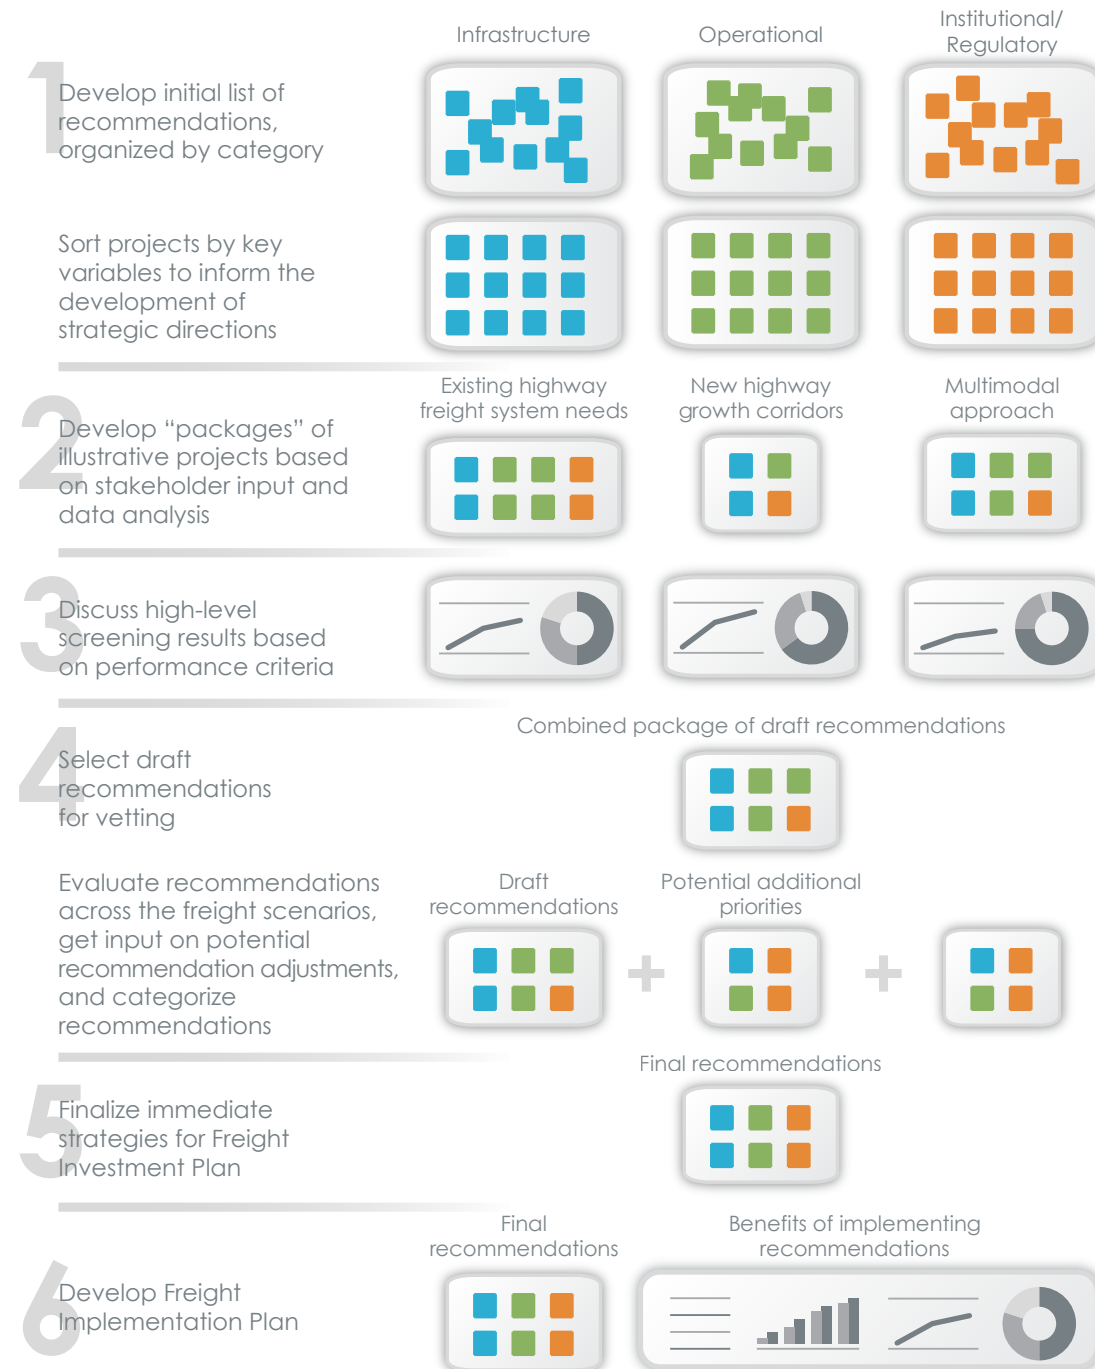 Infrastructure
Operational
Institutional/
Regulatory
1
Develop initial list of
recommendations,
organized by category
Sort projects by key
variables to inform the
development of
strategic directions
Existing highway
freight system needs
New highway
growth corridors
Multimodal
approach
2
Develop “packages” of
illustrative projects based
on stakeholder input and
data analysis
3
Discuss high-level
screening results based
on performance criteria
Combined package of draft recommendations
4
Select draft
recommendations
for vetting
Evaluate recommendations
across the freight scenarios,
get input on potential
recommendation adjustments,
and categorize
recommendations
Draft
recommendations
Potential additional
priorities
+
+
Final recommendations
5
Finalize immediate
strategies for Freight
Investment Plan
Final
recommendations
Benefits of implementing
recommendations
6
Develop Freight
Implementation Plan